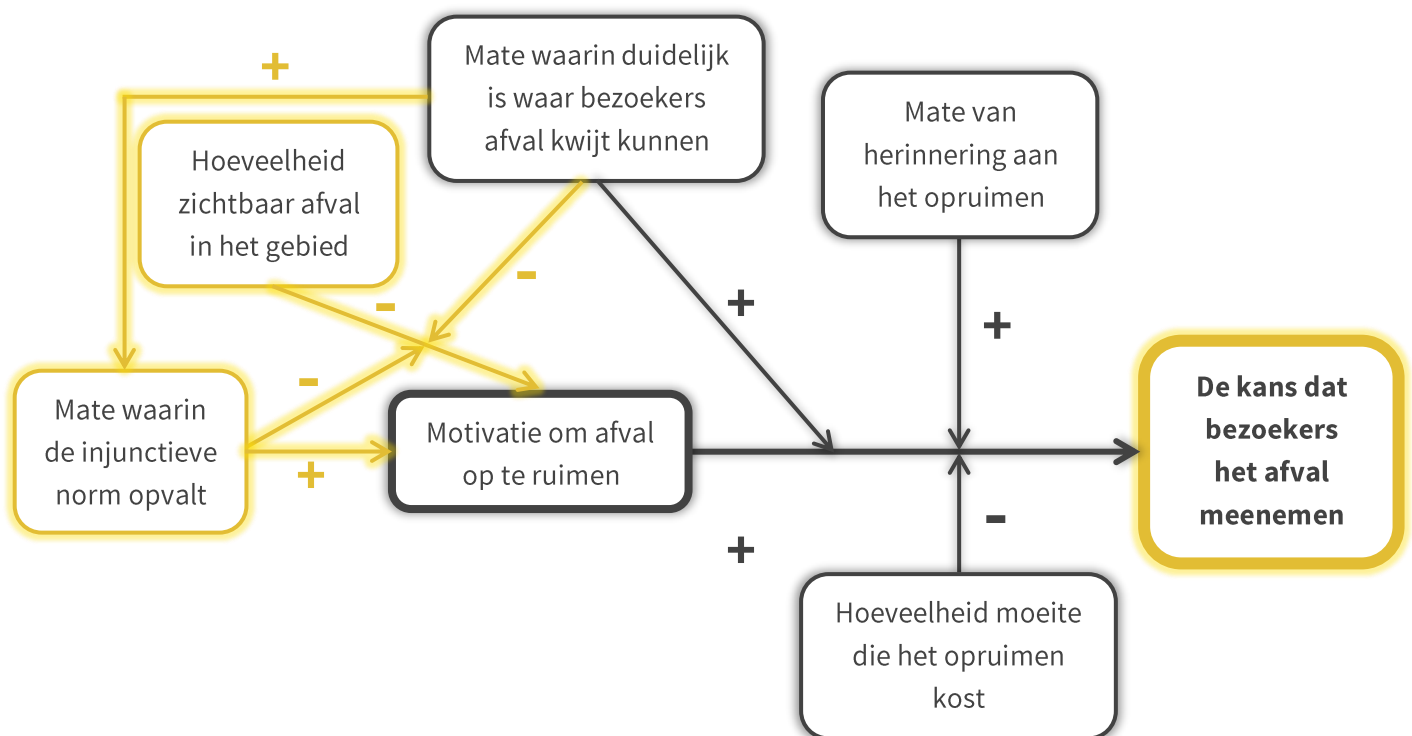 +
Mate waarin duidelijk
is waar bezoekers
afval kwijt kunnen
Mate van
herinnering aan
het opruimen
Hoeveelheid
zichtbaar afval
in het gebied
-
-
+
+
-
Mate waarin
de injunctieve
norm opvalt
+
Motivatie om afval
op te ruimen
De kans dat
bezoekers
het afval
meenemen
-
+
Hoeveelheid moeite
die het opruimen
kost